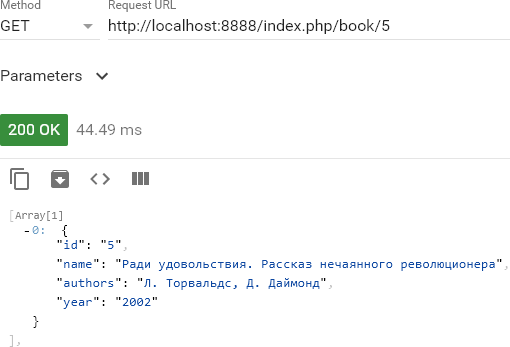 Method Request URL
GET http://localhost:8888/index.php/book/5
Parameters
200 OK 44.49 ms
[Array[1]
-0: {
"id": "5",
"name": "Ради удовольствия. Рассказ нечаянного революционера",
"authors": "Л. Торвальдс, Д. Даймонд",
"year": "2002"
}
],